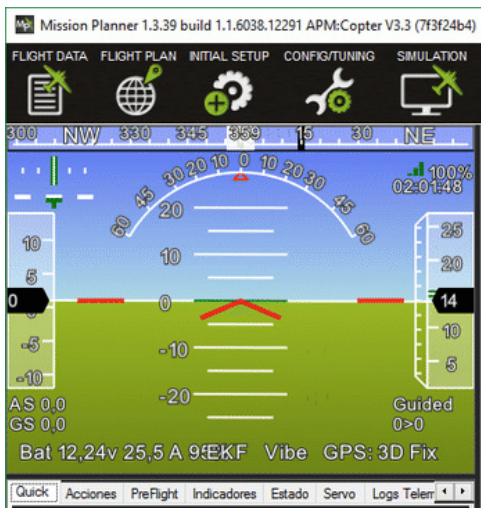 Mission Planner 1.3.39 build 1.1.6038.12291 APM:Copter V3.3 (7f3f24b4)
FLIGHT DATA FLIGHT PLAN INITIAL SETUP CONFIG/TUNING SIMULATION
300 NW 330 345 359 15 30 NE
60 45 30 20 10 0 10 20 30 45 60
100%
02:01:48
20
10
0
-10
-20
10
5
0
-5
-10
25
20
14
10
5
AS 0,0
GS 0,0
Guided
0>0
Bat 12,24v 25,5 A EKF Vibe GPS: 3D Fix
Quick Acciones PreFlight Indicadores Estado Servo Logs Telem